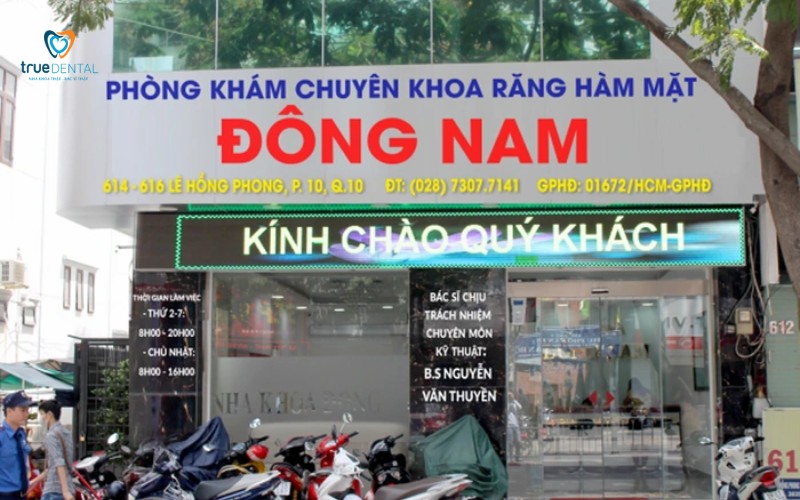 trueDENTAL
PHÒNG KHÁM CHUYÊN KHOA RĂNG HÀM MẶT
ĐÔNG NAM
614 - 616 LÊ HỒNG PHONG, P. 10, Q.10 ĐT: (028) 7307.7141 GPHĐ: 01672/HCM-GPHĐ
KÍNH CHÀO QUÝ KHÁCH
THỜI GIAN LÀM VIỆC
- THỨ 2-7:
8H00 - 20H00
- CHỦ NHẬT:
8H00 - 16H00
BÁC SĨ CHỊU
TRÁCH NHIỆM
CHUYÊN MÔN
KỸ THUẬT:
B.S NGUYỄN
VĂN THUYỀN
NHA KHOA ĐÔNG
612
61